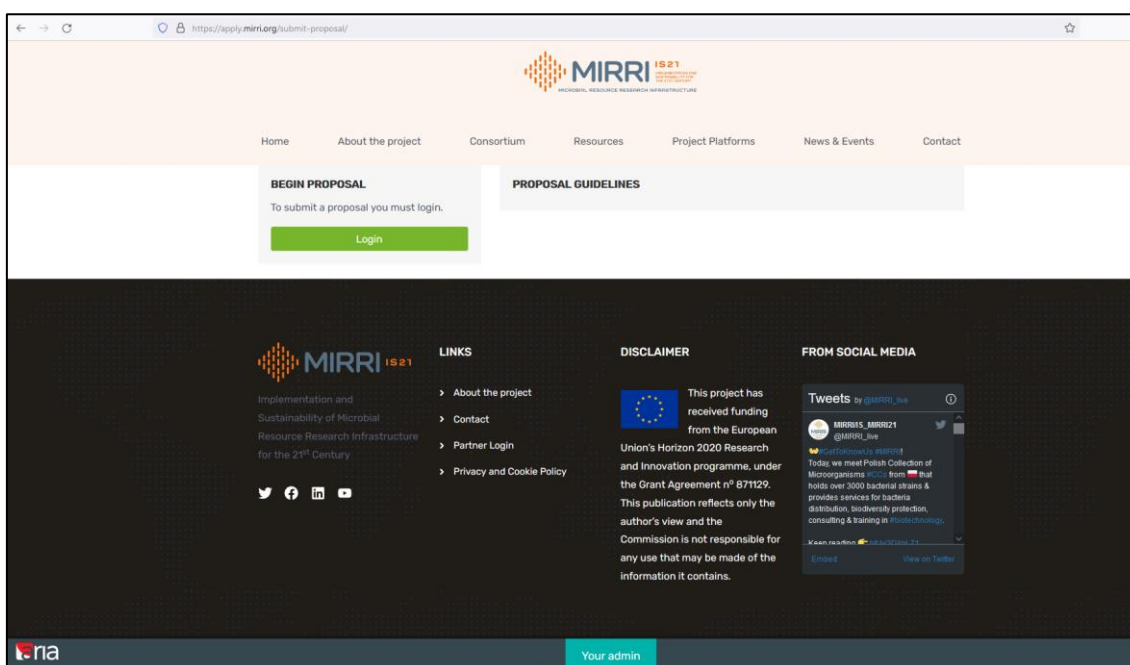 https://apply.mirri.org/submit-proposal/
MIRRI IS21
MICROBIAL RESOURCE RESEARCH INFRASTRUCTURE
Home About the project Consortium Resources Project Platforms News & Events Contact
BEGIN PROPOSAL
To submit a proposal you must login.
Login
PROPOSAL GUIDELINES
MIRRI IS21
Implementation and
Sustainability of Microbial
Resource Research Infrastructure
for the 21st Century
LINKS
About the project
Contact
Partner Login
Privacy and Cookie Policy
DISCLAIMER
This project has
received funding
from the European
Union's Horizon 2020 Research
and Innovation programme, under
the Grant Agreement nº 871129.
This publication reflects only the
author's view and the
Commission is not responsible for
any use that may be made of the
information it contains.
FROM SOCIAL MEDIA
Tweets by @MIRRI_live
MIRRI15_MIRRI21
@MIRRI_live
#GetToKnowUs #MIRRI!
Today, we meet Polish Collection of
Microorganisms #CCs from 🇵🇱 that
holds over 3000 bacterial strains &
provides services for bacteria
distribution, biodiversity protection,
consulting & training in #biotechnology.
Keep reading
Embed View on Twitter
aria
Your admin